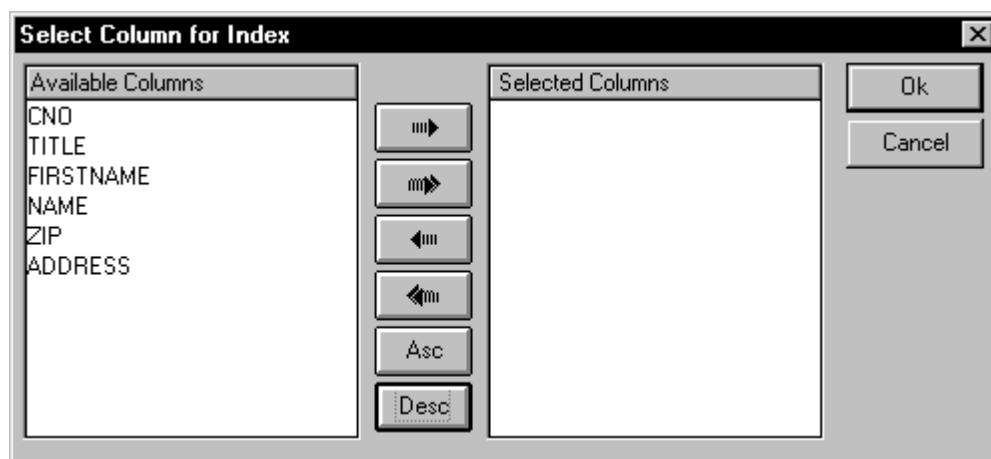 Select Column for Index
Available Columns
CNO
TITLE
FIRSTNAME
NAME
ZIP
ADDRESS
Asc
Desc
Selected Columns
Ok
Cancel